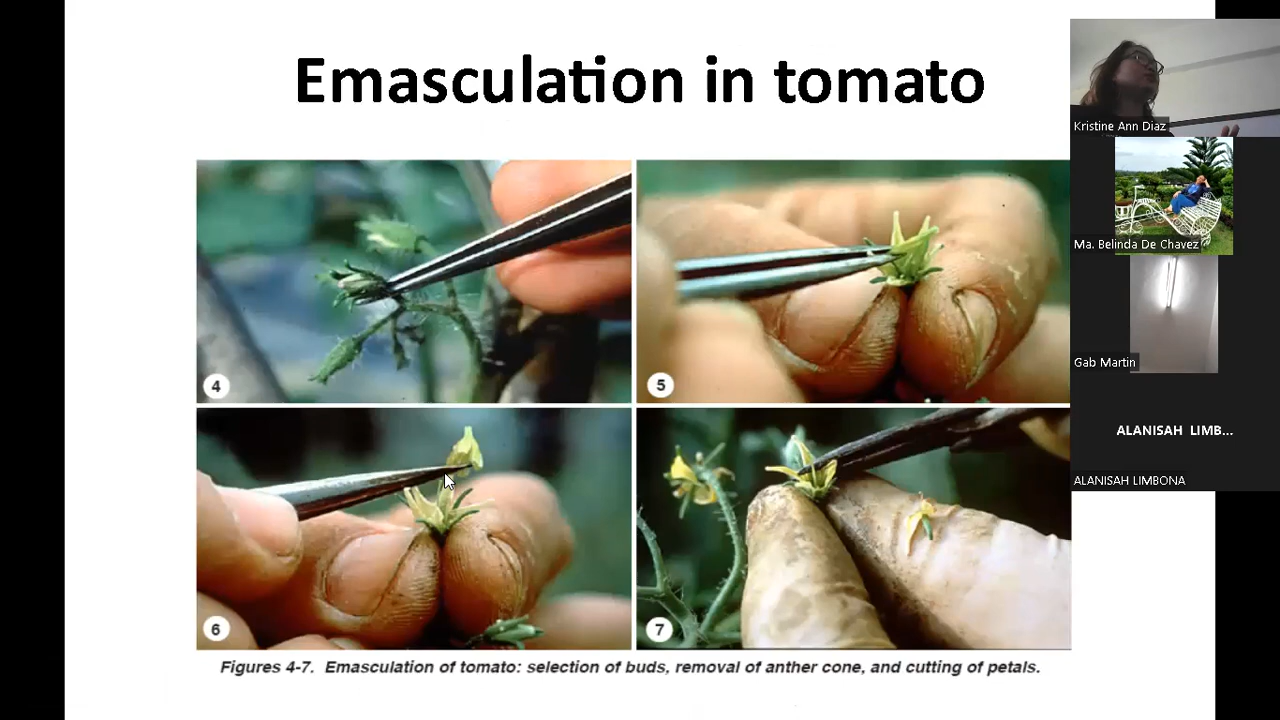 Emasculation in tomato
4
5
6
7
Figures 4-7. Emasculation of tomato: selection of buds, removal of anther cone, and cutting of petals.
Kristine Ann Diaz
Ma. Belinda De Chavez
Gab Martin
ALANISAH LIMB...
ALANISAH LIMBONA